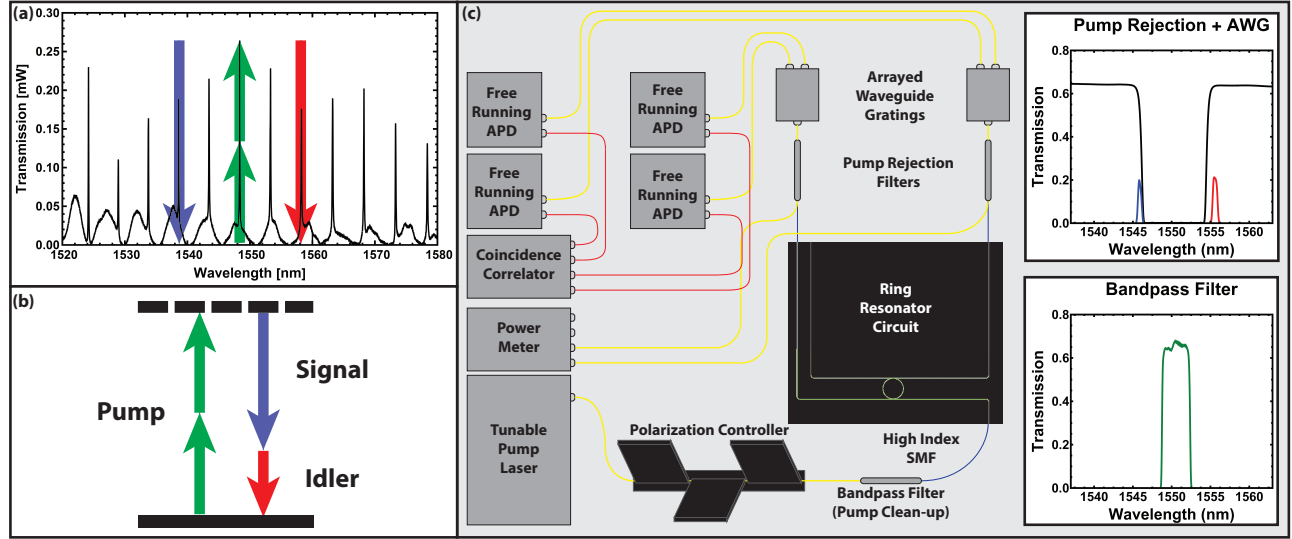 (a)
Transmission [mW]
0.30
0.25
0.20
0.15
0.10
0.05
0.00
1520
1530
1540
1550
1560
1570
1580
Wavelength [nm]
(b)
Pump
Signal
Idler
(c)
Free
Running
APD
Free
Running
APD
Free
Running
APD
Free
Running
APD
Coincidence
Correlator
Power
Meter
Tunable
Pump
Laser
Arrayed
Waveguide
Gratings
Pump Rejection
Filters
Ring
Resonator
Circuit
Polarization Controller
High Index
SMF
Bandpass Filter
(Pump Clean-up)
Pump Rejection + AWG
Transmission
0.8
0.6
0.4
0.2
0.0
1540
1545
1550
1555
1560
Wavelength (nm)
Bandpass Filter
Transmission
0.8
0.6
0.4
0.2
0.0
1540
1545
1550
1555
1560
Wavelength (nm)